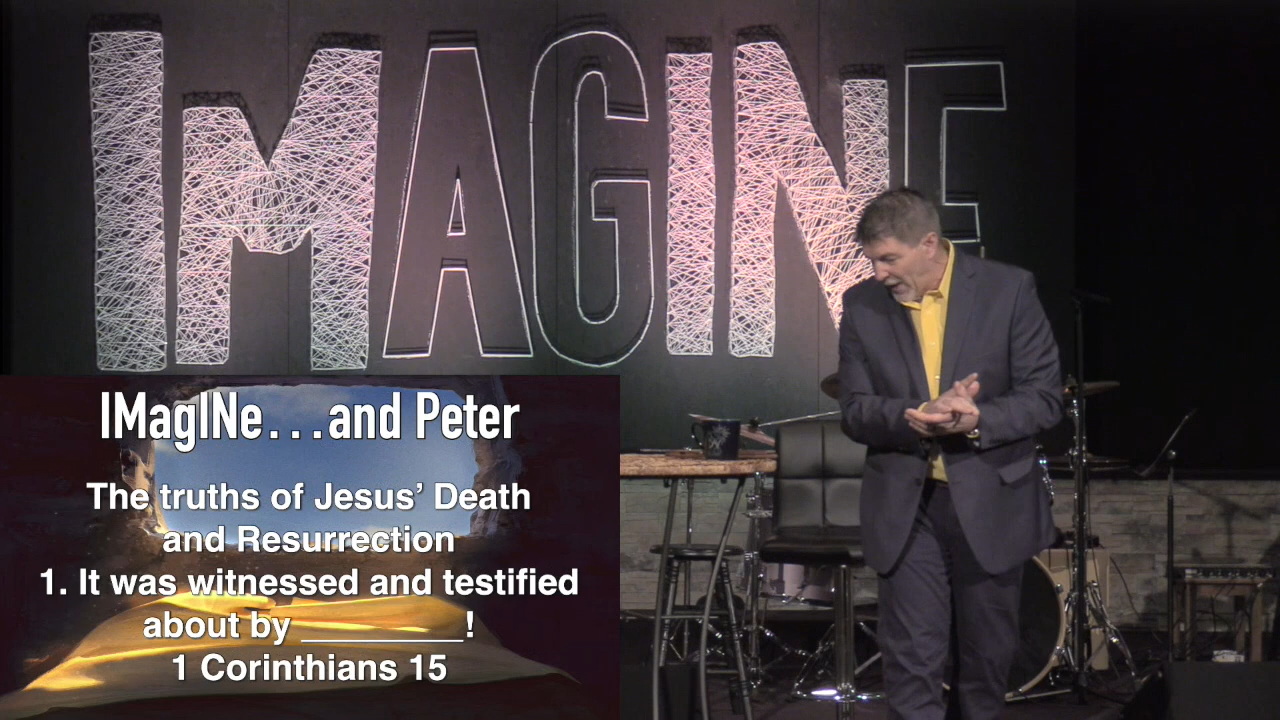 IMAGINE
IMagINe...and Peter
The truths of Jesus’ Death
and Resurrection
1. It was witnessed and testified
about by ________!
1 Corinthians 15